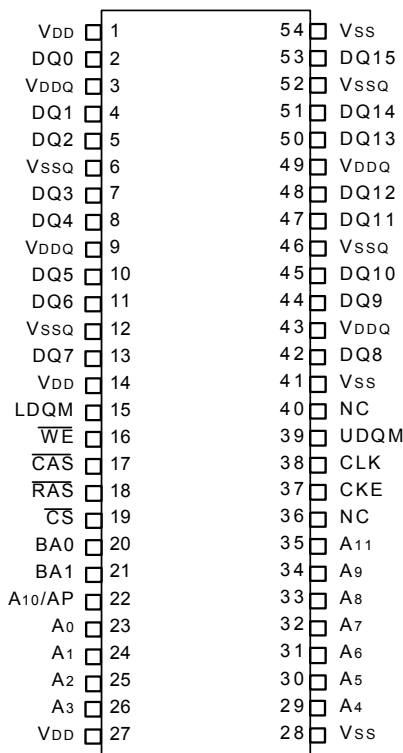 VDD 1 54 VSS
DQ0 2 53 DQ15
VDDQ 3 52 VSSQ
DQ1 4 51 DQ14
DQ2 5 50 DQ13
VSSQ 6 49 VDDQ
DQ3 7 48 DQ12
DQ4 8 47 DQ11
VDDQ 9 46 VSSQ
DQ5 10 45 DQ10
DQ6 11 44 DQ9
VSSQ 12 43 VDDQ
DQ7 13 42 DQ8
VDD 14 41 VSS
LDQM 15 40 NC
W̅E̅ 16 39 UDQM
C̅A̅S̅ 17 38 CLK
R̅A̅S̅ 18 37 CKE
C̅S̅ 19 36 NC
BA0 20 35 A11
BA1 21 34 A9
A10/AP 22 33 A8
A0 23 32 A7
A1 24 31 A6
A2 25 30 A5
A3 26 29 A4
VDD 27 28 VSS